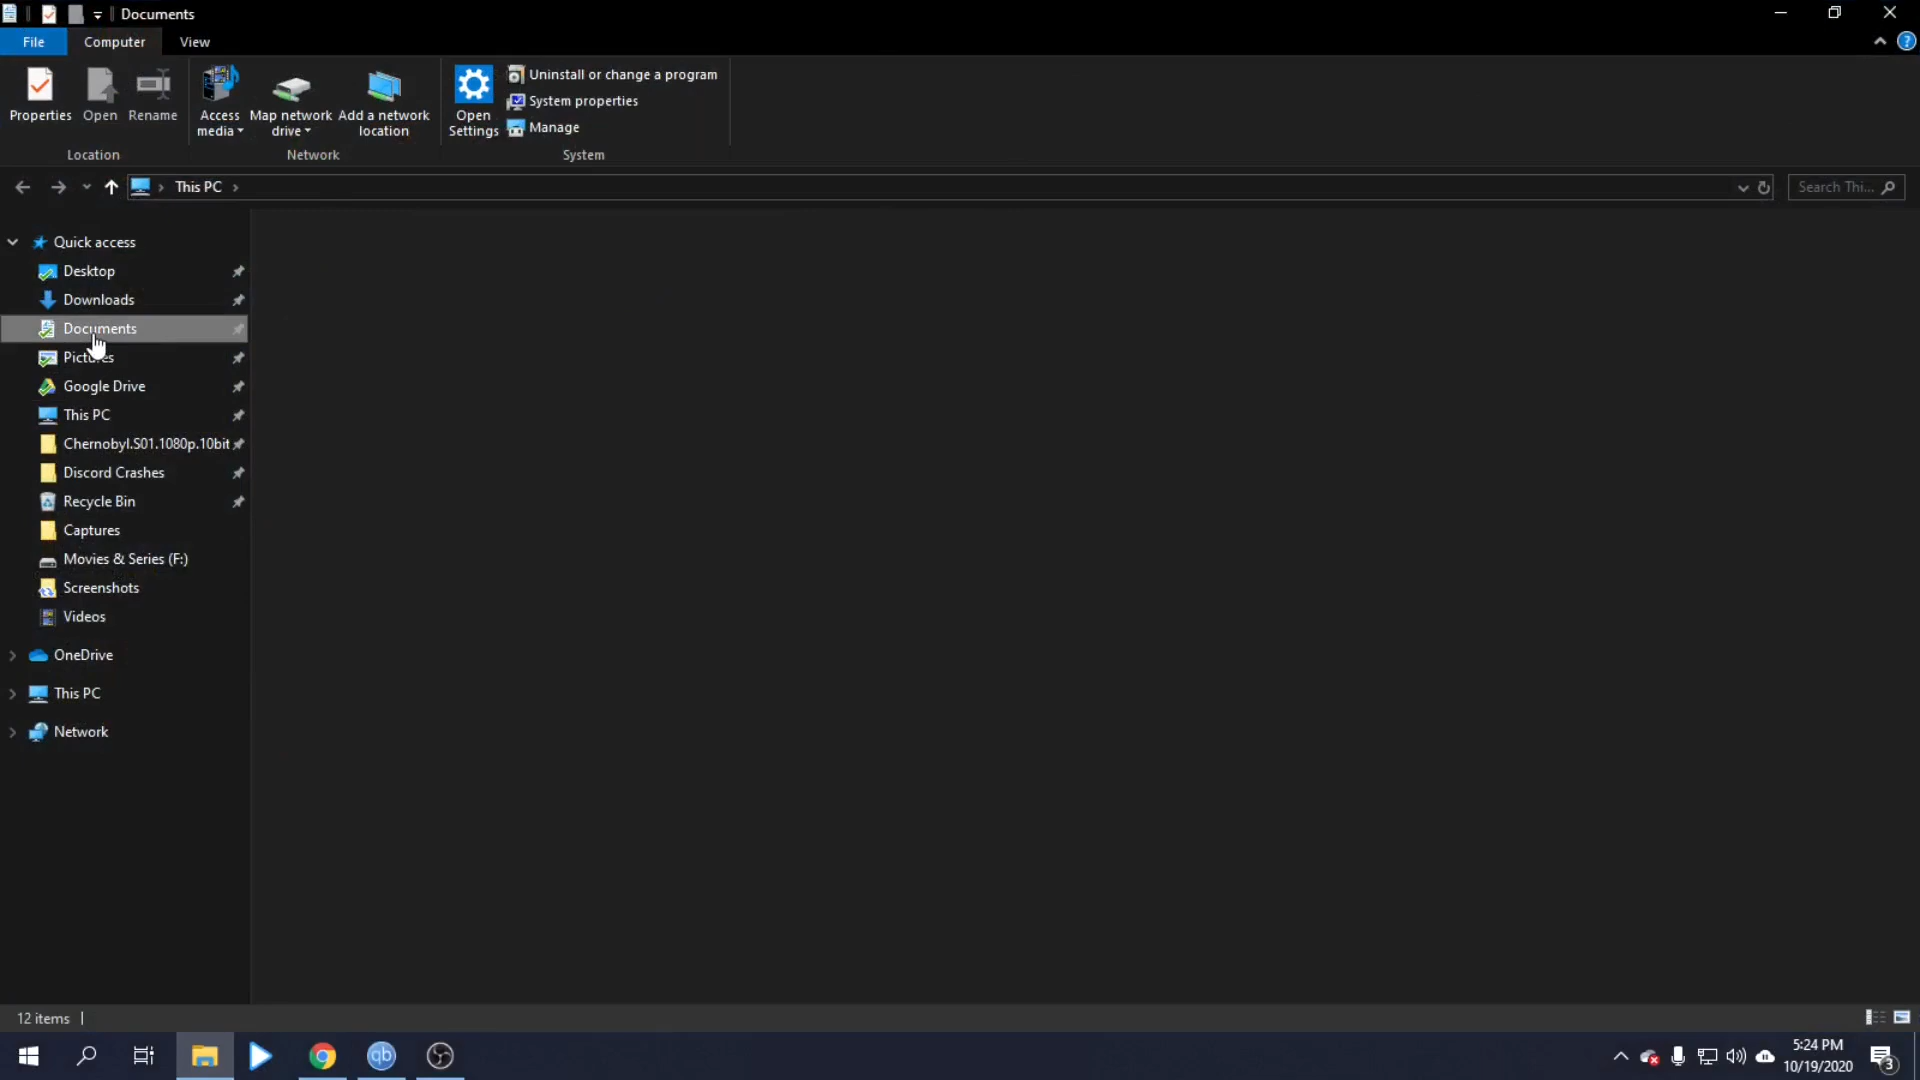 Documents
File Computer View
Properties Open Rename Access media Map network drive Add a network location Open Settings Uninstall or change a program
System properties
Manage
Location Network System
This PC Search Thi...
Quick access
Desktop
Downloads
Documents
Pictures
Google Drive
This PC
Chernobyl.S01.1080p.10bit
Discord Crashes
Recycle Bin
Captures
Movies & Series (F:)
Screenshots
Videos
OneDrive
This PC
Network
12 items
qb
5:24 PM
10/19/2020
3